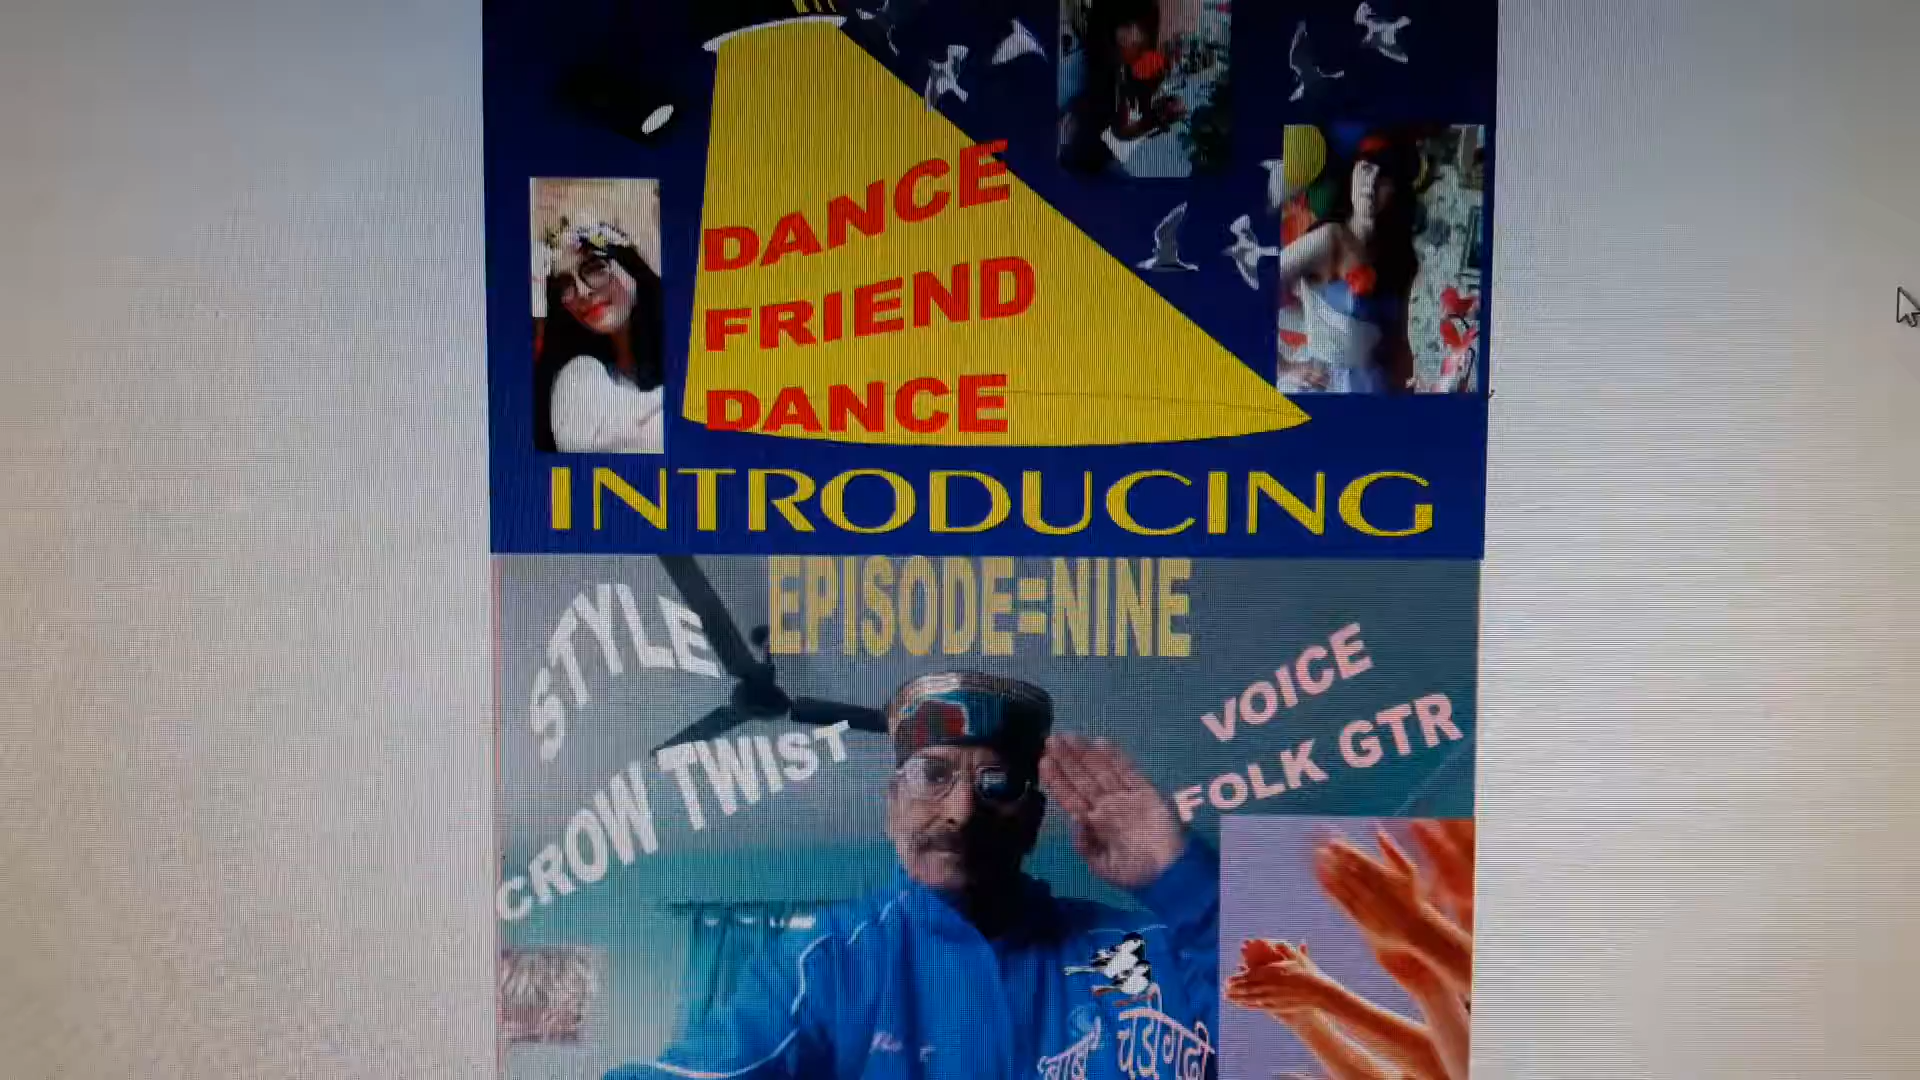 DANCE
FRIEND
DANCE
INTRODUCING
EPISODE=NINE
STYLE
CROW TWIST
VOICE
FOLK GTR